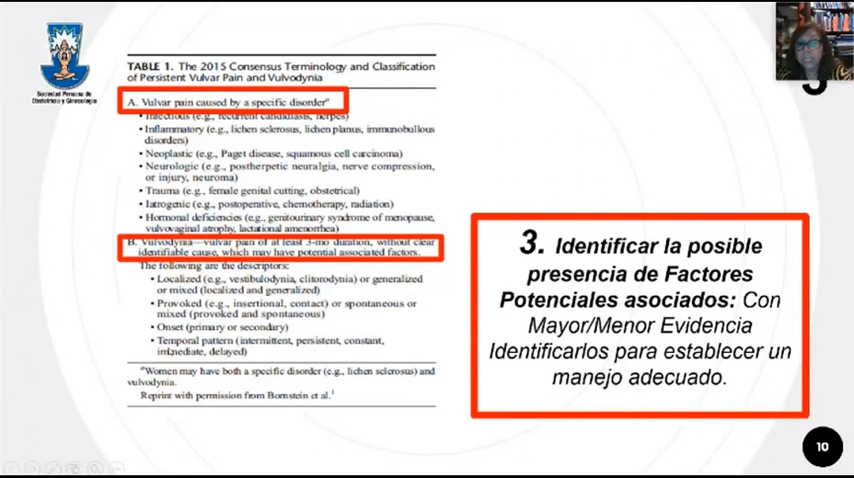 Sociedad Peruana de
Obstetricia y Ginecología
TABLE 1. The 2015 Consensus Terminology and Classification
of Persistent Vulvar Pain and Vulvodynia
A. Vulvar pain caused by a specific disorderᵃ
• Infectious (e.g., recurrent candidiasis, herpes)
• Inflammatory (e.g., lichen sclerosus, lichen planus, immunobullous
disorders)
• Neoplastic (e.g., Paget disease, squamous cell carcinoma)
• Neurologic (e.g., postherpetic neuralgia, nerve compression,
or injury, neuroma)
• Trauma (e.g., female genital cutting, obstetrical)
• Iatrogenic (e.g., postoperative, chemotherapy, radiation)
• Hormonal deficiencies (e.g., genitourinary syndrome of menopause,
vulvovaginal atrophy, lactational amenorrhea)
B. Vulvodynia—vulvar pain of at least 3-mo duration, without clear
identifiable cause, which may have potential associated factors.
The following are the descriptors:
• Localized (e.g., vestibulodynia, clitorodynia) or generalized
or mixed (localized and generalized)
• Provoked (e.g., insertional, contact) or spontaneous or
mixed (provoked and spontaneous)
• Onset (primary or secondary)
• Temporal pattern (intermittent, persistent, constant,
immediate, delayed)
ᵃWomen may have both a specific disorder (e.g., lichen sclerosus) and
vulvodynia.
Reprint with permission from Bornstein et al.¹
3. Identificar la posible
presencia de Factores
Potenciales asociados: Con
Mayor/Menor Evidencia
Identificarlos para establecer un
manejo adecuado.
10